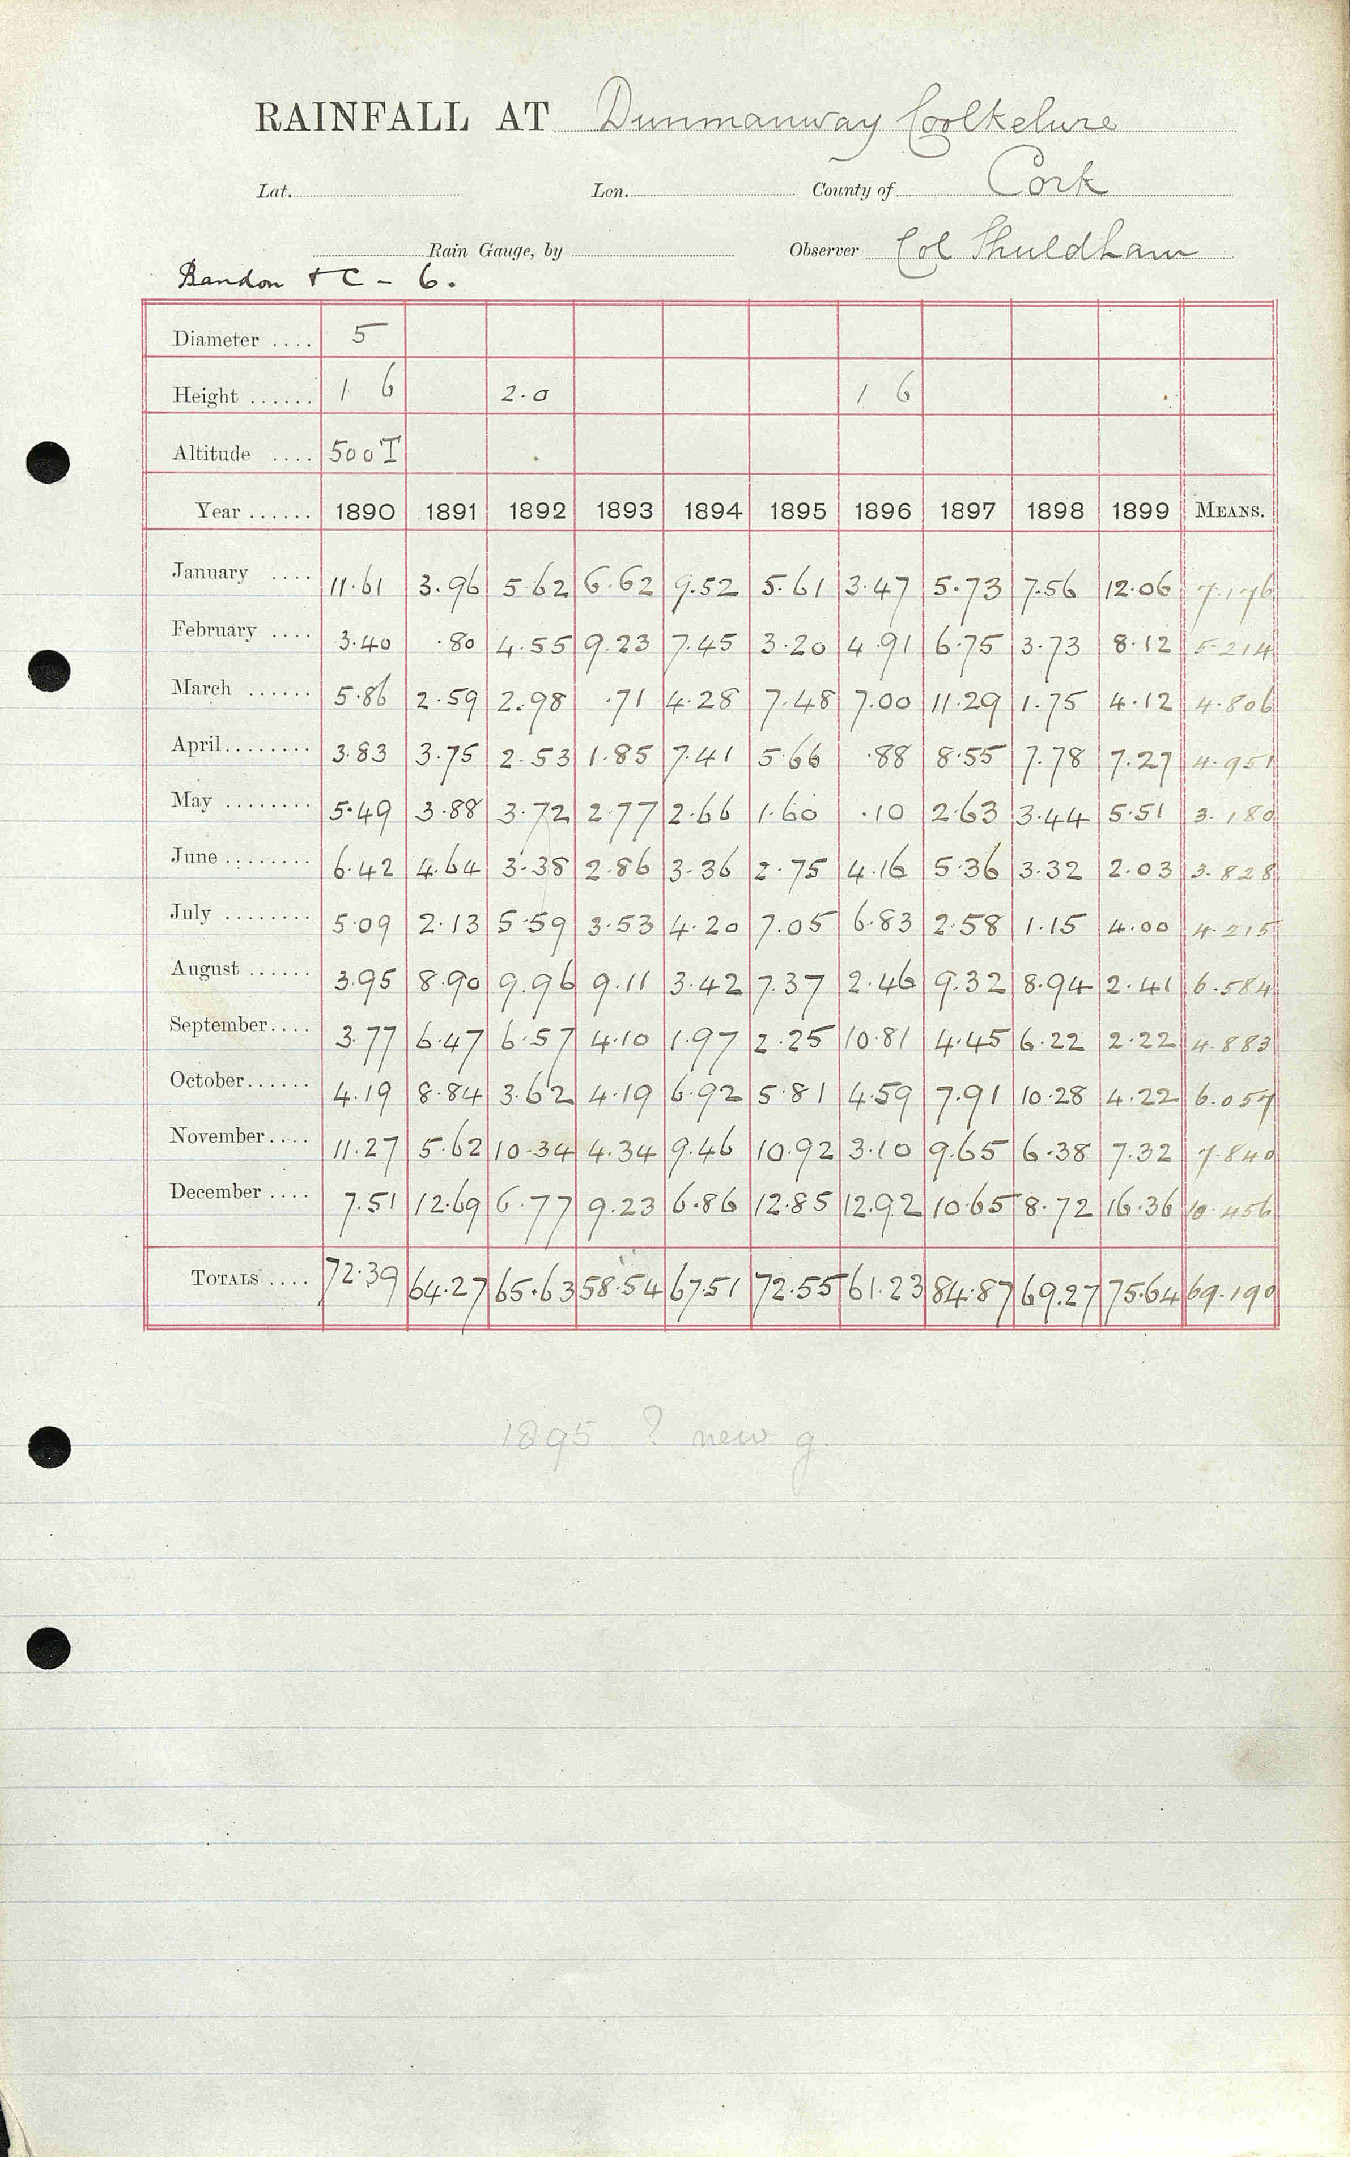 RAINFALL AT Dunmanway Coolkelure
Lat. Lon. County of Cork
Rain Gauge, by Observer Col Shuldham
Bandon + C - 6.
Diameter .... 5
Height ...... 1 6 2.0 1 6
Altitude .... 500T
Year ...... 1890 1891 1892 1893 1894 1895 1896 1897 1898 1899 MEANS.
January .... 11.61 3.96 5.62 6.62 9.52 5.61 3.47 5.73 7.56 12.06 7.176
February .... 3.40 .80 4.55 9.23 7.45 3.20 4.91 6.75 3.73 8.12 5.214
March ...... 5.86 2.59 2.98 .71 4.28 7.48 7.00 11.29 1.75 4.12 4.806
April........ 3.83 3.75 2.53 1.85 7.41 5.66 .88 8.55 7.78 7.27 4.951
May ........ 5.49 3.88 3.72 2.77 2.66 1.60 .10 2.63 3.44 5.51 3.180
June ........ 6.42 4.64 3.38 2.86 3.36 2.75 4.16 5.36 3.32 2.03 3.828
July ........ 5.09 2.13 5.59 3.53 4.20 7.05 6.83 2.58 1.15 4.00 4.215
August ...... 3.95 8.90 9.96 9.11 3.42 7.37 2.46 9.32 8.94 2.41 6.584
September.... 3.77 6.47 6.57 4.10 1.97 2.25 10.81 4.45 6.22 2.22 4.883
October...... 4.19 8.84 3.62 4.19 6.92 5.81 4.59 7.91 10.28 4.22 6.057
November.... 11.27 5.62 10.34 4.34 9.46 10.92 3.10 9.65 6.38 7.32 7.840
December .... 7.51 12.69 6.77 9.23 6.86 12.85 12.92 10.65 8.72 16.36 10.456
TOTALS .... 72.39 64.27 65.63 58.54 67.51 72.55 61.23 84.87 69.27 75.64 69.190
1895 ? new g.